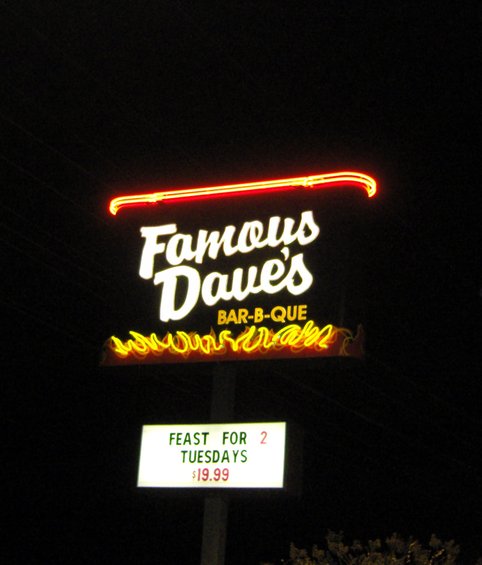 Famous
Dave's
BAR-B-QUE
FEAST FOR 2
TUESDAYS
$19.99